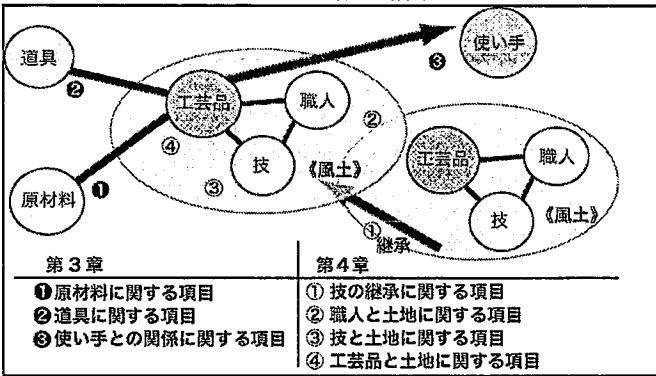 道具
使い手
❸
❷
工芸品
職人
②
④
工芸品
職人
技
③
《風土》
原材料
❶
技
《風土》
①
継承
第3章
第4章
❶原材料に関する項目
❷道具に関する項目
❸使い手との関係に関する項目
① 技の継承に関する項目
② 職人と土地に関する項目
③ 技と土地に関する項目
④ 工芸品と土地に関する項目